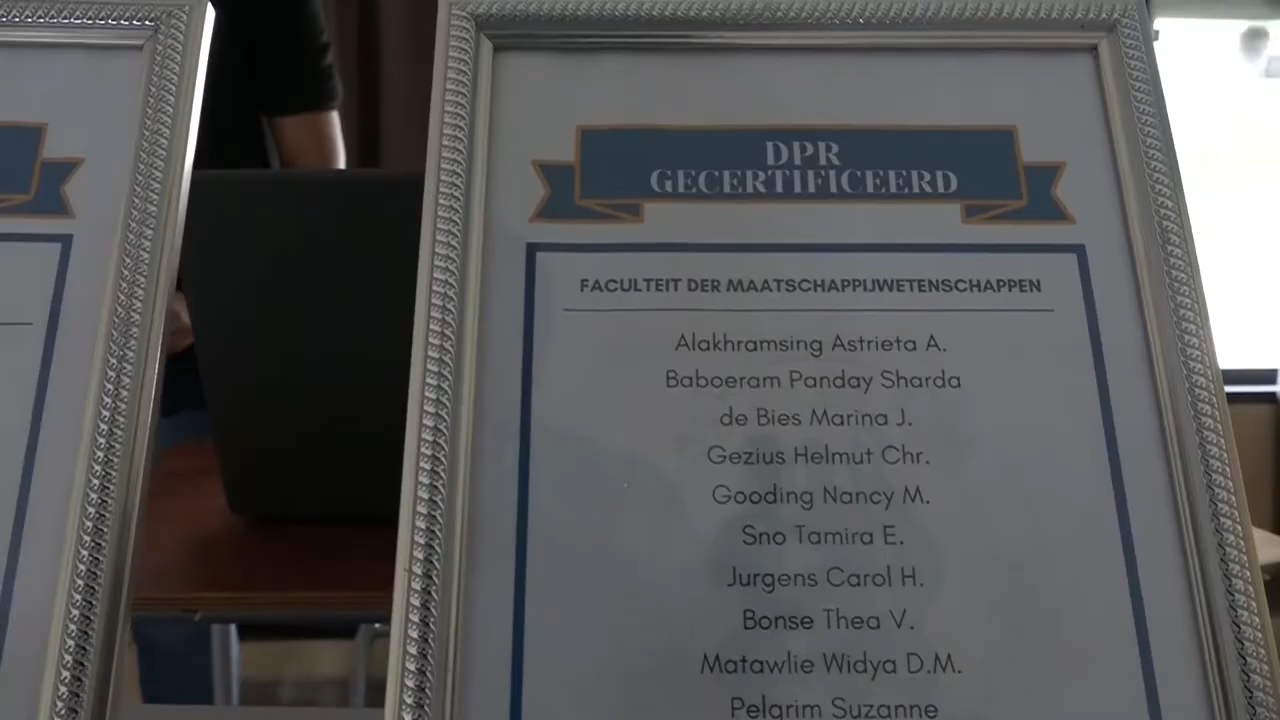 DPR
GECERTIFICEERD
FACULTEIT DER MAATSCHAPPIJWETENSCHAPPEN
Alakhramsing Astrieta A.
Baboeram Panday Sharda
de Bies Marina J.
Gezius Helmut Chr.
Gooding Nancy M.
Sno Tamira E.
Jurgens Carol H.
Bonse Thea V.
Matawlie Widya D.M.
Pelgrim Suzanne